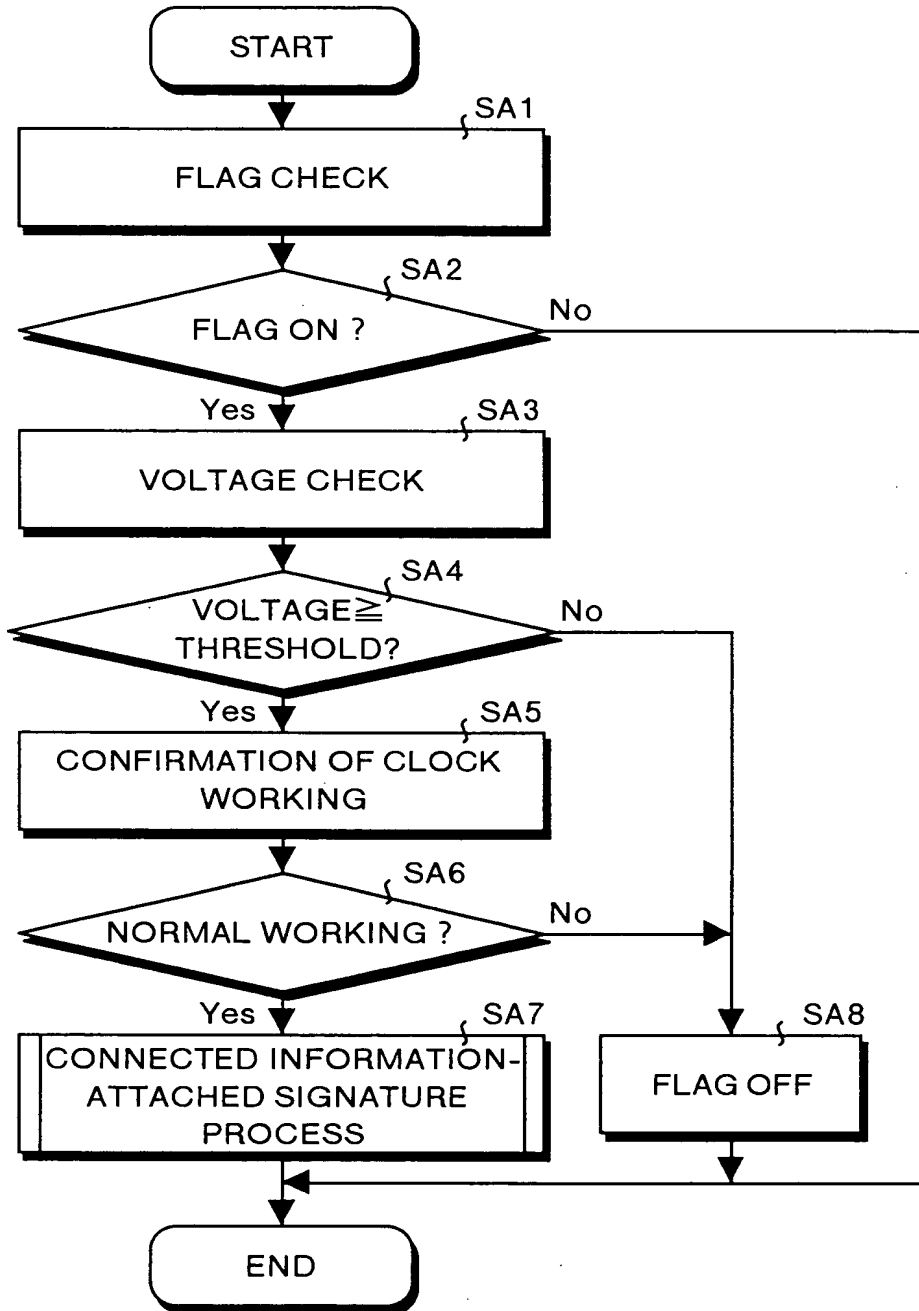 START
SA1
FLAG CHECK
SA2
FLAG ON ?
No
Yes
SA3
VOLTAGE CHECK
SA4
VOLTAGE≧
THRESHOLD?
No
Yes
SA5
CONFIRMATION OF CLOCK
WORKING
SA6
NORMAL WORKING ?
No
Yes
SA7
CONNECTED INFORMATION-
ATTACHED SIGNATURE
PROCESS
SA8
FLAG OFF
END